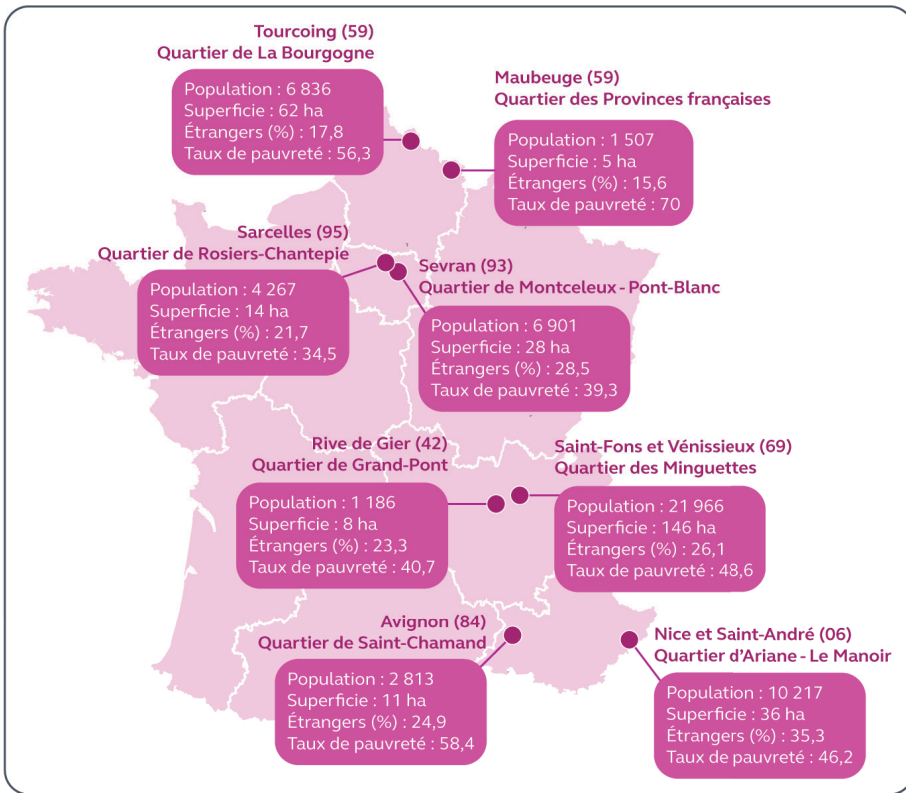 Tourcoing (59)
Quartier de La Bourgogne
Population : 6 836
Superficie : 62 ha
Étrangers (%) : 17,8
Taux de pauvreté : 56,3
Maubeuge (59)
Quartier des Provinces françaises
Population : 1 507
Superficie : 5 ha
Étrangers (%) : 15,6
Taux de pauvreté : 70
Sarcelles (95)
Quartier de Rosiers-Chantepie
Population : 4 267
Superficie : 14 ha
Étrangers (%) : 21,7
Taux de pauvreté : 34,5
Sevran (93)
Quartier de Montceleux - Pont-Blanc
Population : 6 901
Superficie : 28 ha
Étrangers (%) : 28,5
Taux de pauvreté : 39,3
Rive de Gier (42)
Quartier de Grand-Pont
Population : 1 186
Superficie : 8 ha
Étrangers (%) : 23,3
Taux de pauvreté : 40,7
Saint-Fons et Vénissieux (69)
Quartier des Minguettes
Population : 21 966
Superficie : 146 ha
Étrangers (%) : 26,1
Taux de pauvreté : 48,6
Avignon (84)
Quartier de Saint-Chamand
Population : 2 813
Superficie : 11 ha
Étrangers (%) : 24,9
Taux de pauvreté : 58,4
Nice et Saint-André (06)
Quartier d'Ariane - Le Manoir
Population : 10 217
Superficie : 36 ha
Étrangers (%) : 35,3
Taux de pauvreté : 46,2